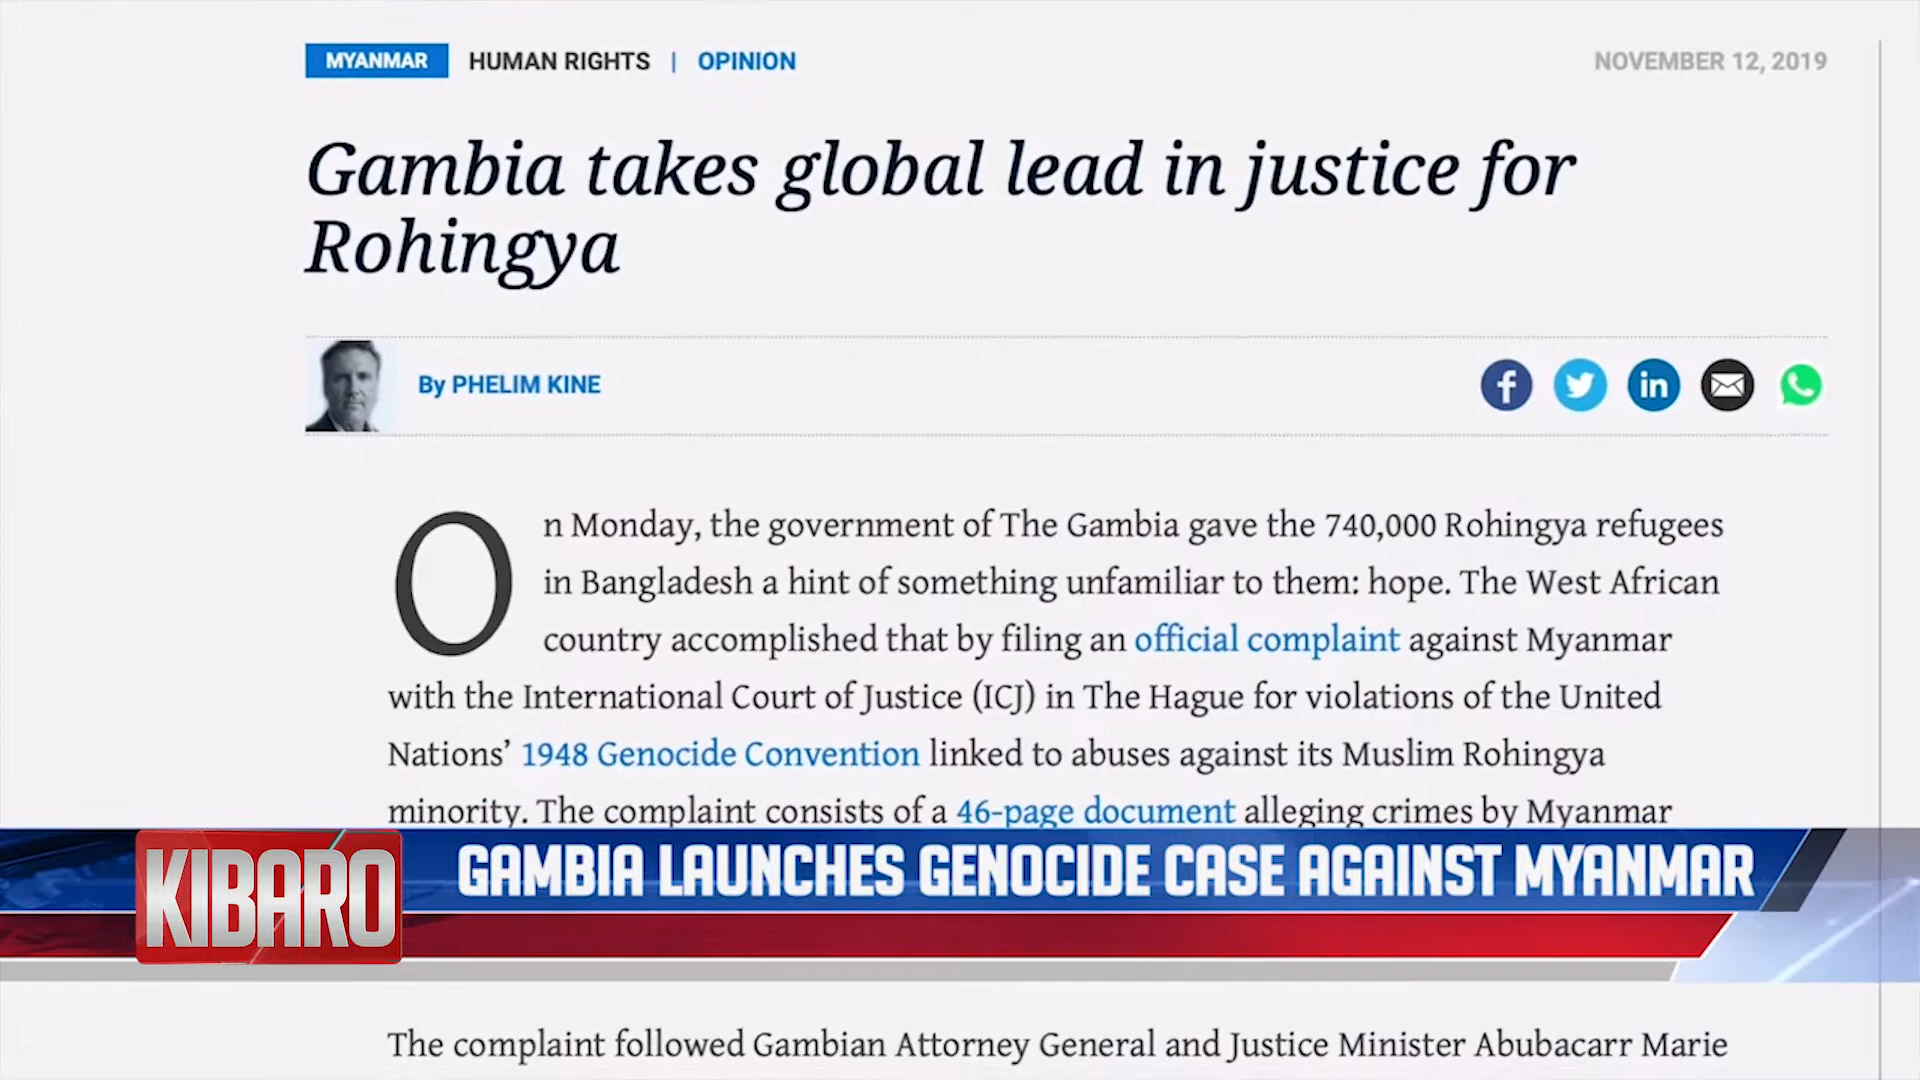 MYANMAR HUMAN RIGHTS | OPINION NOVEMBER 12, 2019
Gambia takes global lead in justice for
Rohingya
By PHELIM KINE
On Monday, the government of The Gambia gave the 740,000 Rohingya refugees
in Bangladesh a hint of something unfamiliar to them: hope. The West African
country accomplished that by filing an official complaint against Myanmar
with the International Court of Justice (ICJ) in The Hague for violations of the United
Nations’ 1948 Genocide Convention linked to abuses against its Muslim Rohingya
minority. The complaint consists of a 46-page document alleging crimes by Myanmar
KIBARO GAMBIA LAUNCHES GENOCIDE CASE AGAINST MYANMAR
The complaint followed Gambian Attorney General and Justice Minister Abubacarr Marie